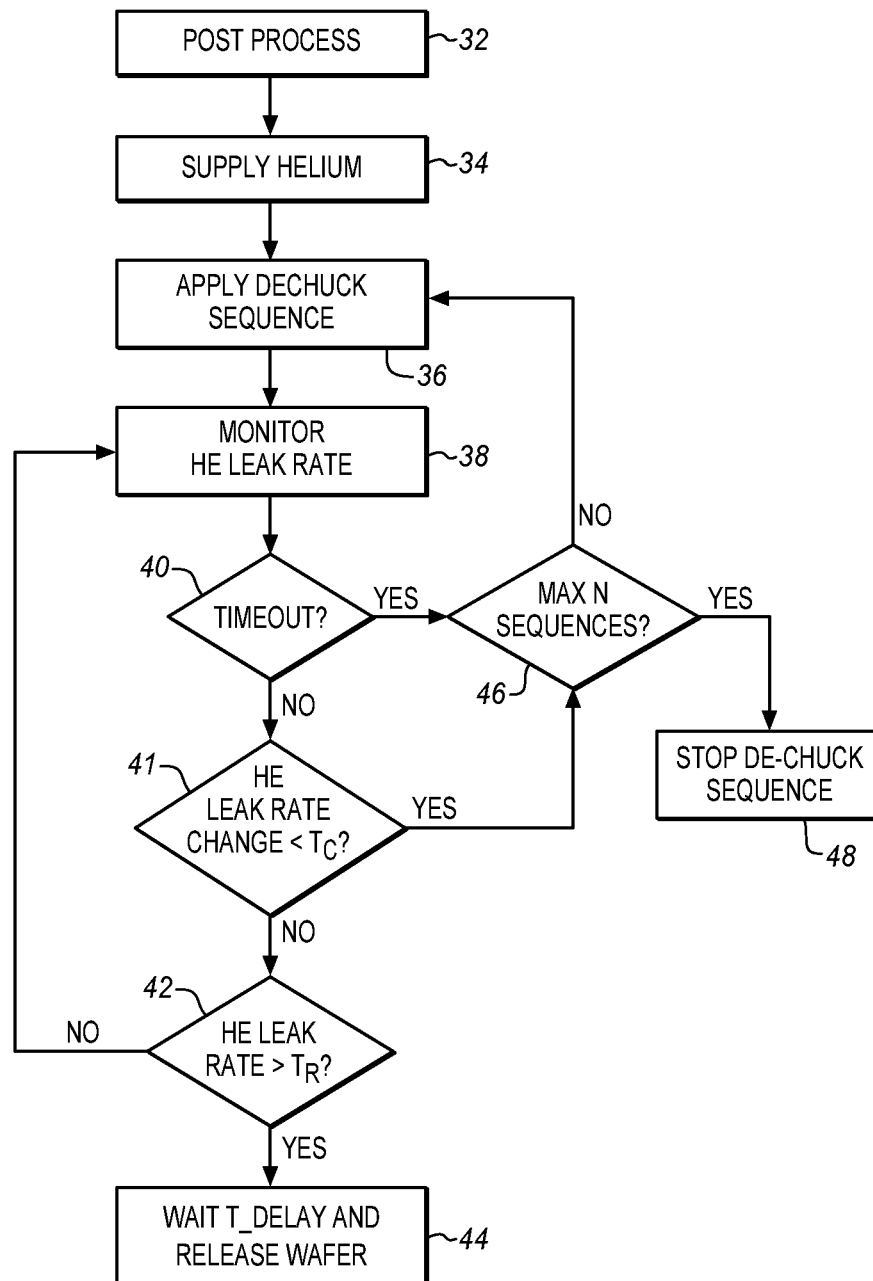 POST PROCESS
32
SUPPLY HELIUM
34
APPLY DECHUCK
SEQUENCE
36
MONITOR
HE LEAK RATE
38
NO
40
TIMEOUT?
YES
MAX N
SEQUENCES?
YES
46
NO
41
HE
LEAK RATE
CHANGE < TC?
YES
STOP DE-CHUCK
SEQUENCE
48
NO
42
NO
HE LEAK
RATE > TR?
YES
WAIT T_DELAY AND
RELEASE WAFER
44